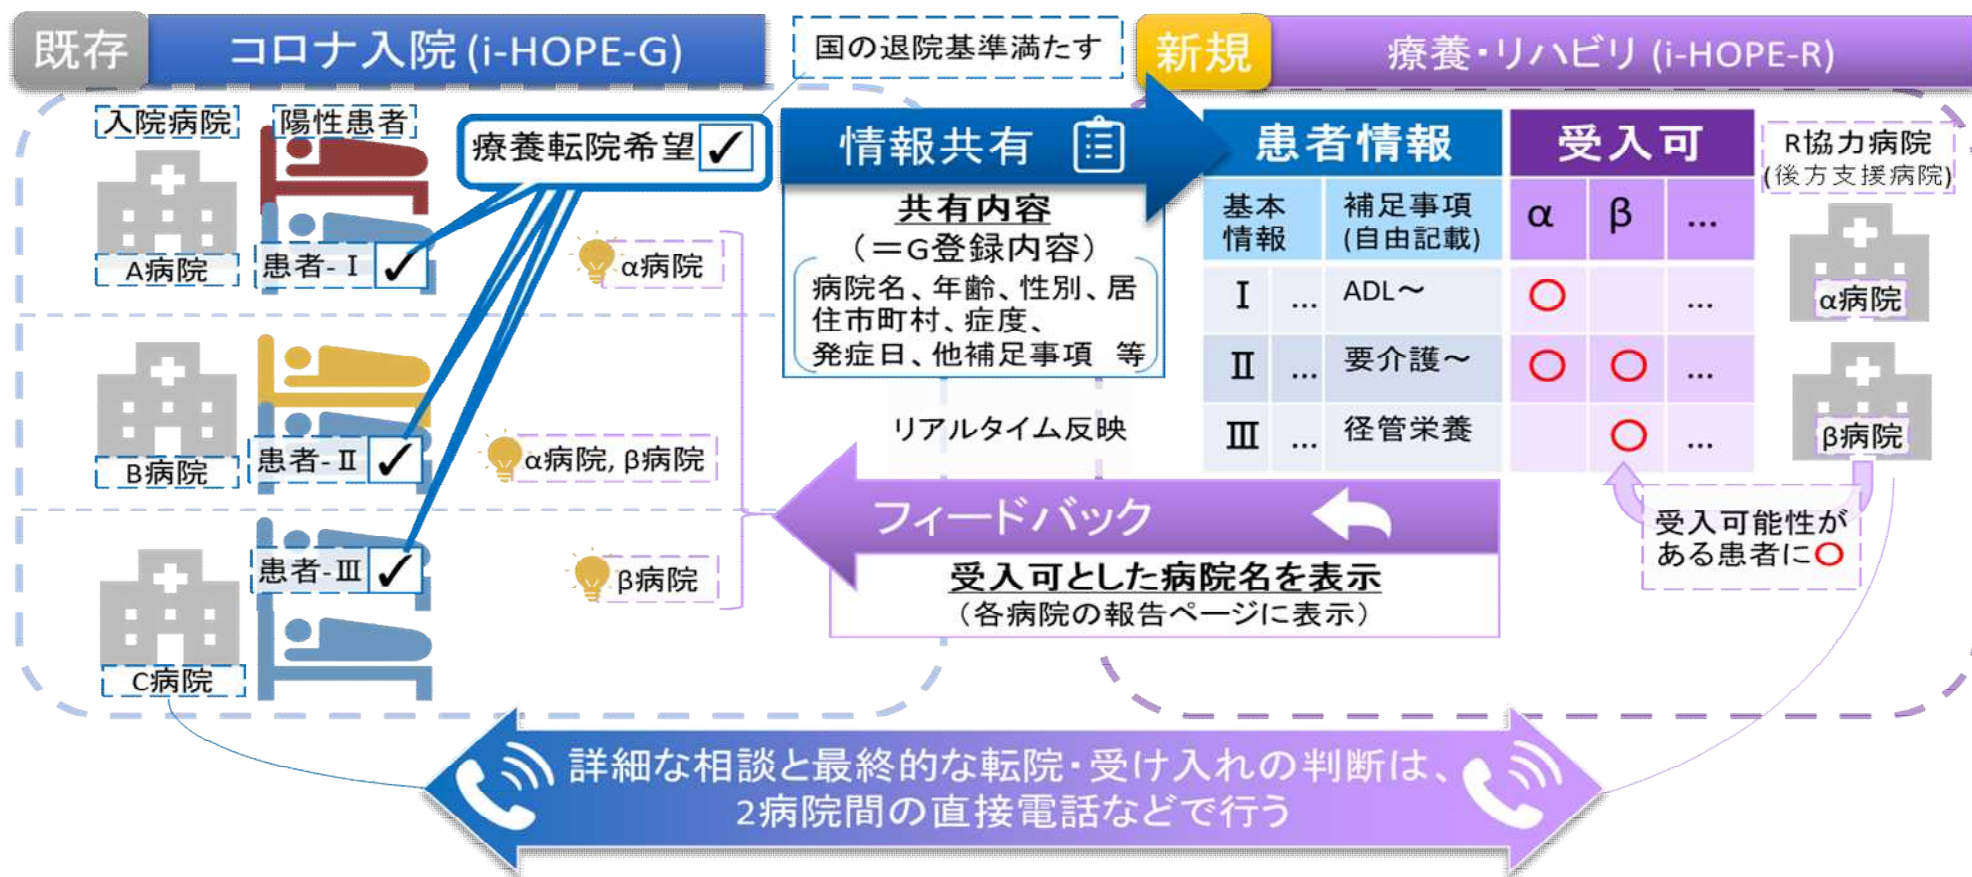 既存
コロナ入院 (i-HOPE-G)
国の退院基準満たす
新規
療養・リハビリ (i-HOPE-R)
入院病院
陽性患者
療養転院希望 ✓
A病院
患者-Ⅰ ✓
α病院
B病院
患者-Ⅱ ✓
α病院, β病院
C病院
患者-Ⅲ ✓
β病院
情報共有
共有内容
(=G登録内容)
病院名、年齢、性別、居
住市町村、症度、
発症日、他補足事項 等
リアルタイム反映
患者情報
受入可
基本
情報
補足事項
(自由記載)
α β …
Ⅰ … ADL～ 〇 …
Ⅱ … 要介護～ 〇 〇 …
Ⅲ … 径管栄養 〇 …
R協力病院
(後方支援病院)
α病院
β病院
受入可能性が
ある患者に〇
フィードバック
受入可とした病院名を表示
(各病院の報告ページに表示)
詳細な相談と最終的な転院・受け入れの判断は、
2病院間の直接電話などで行う